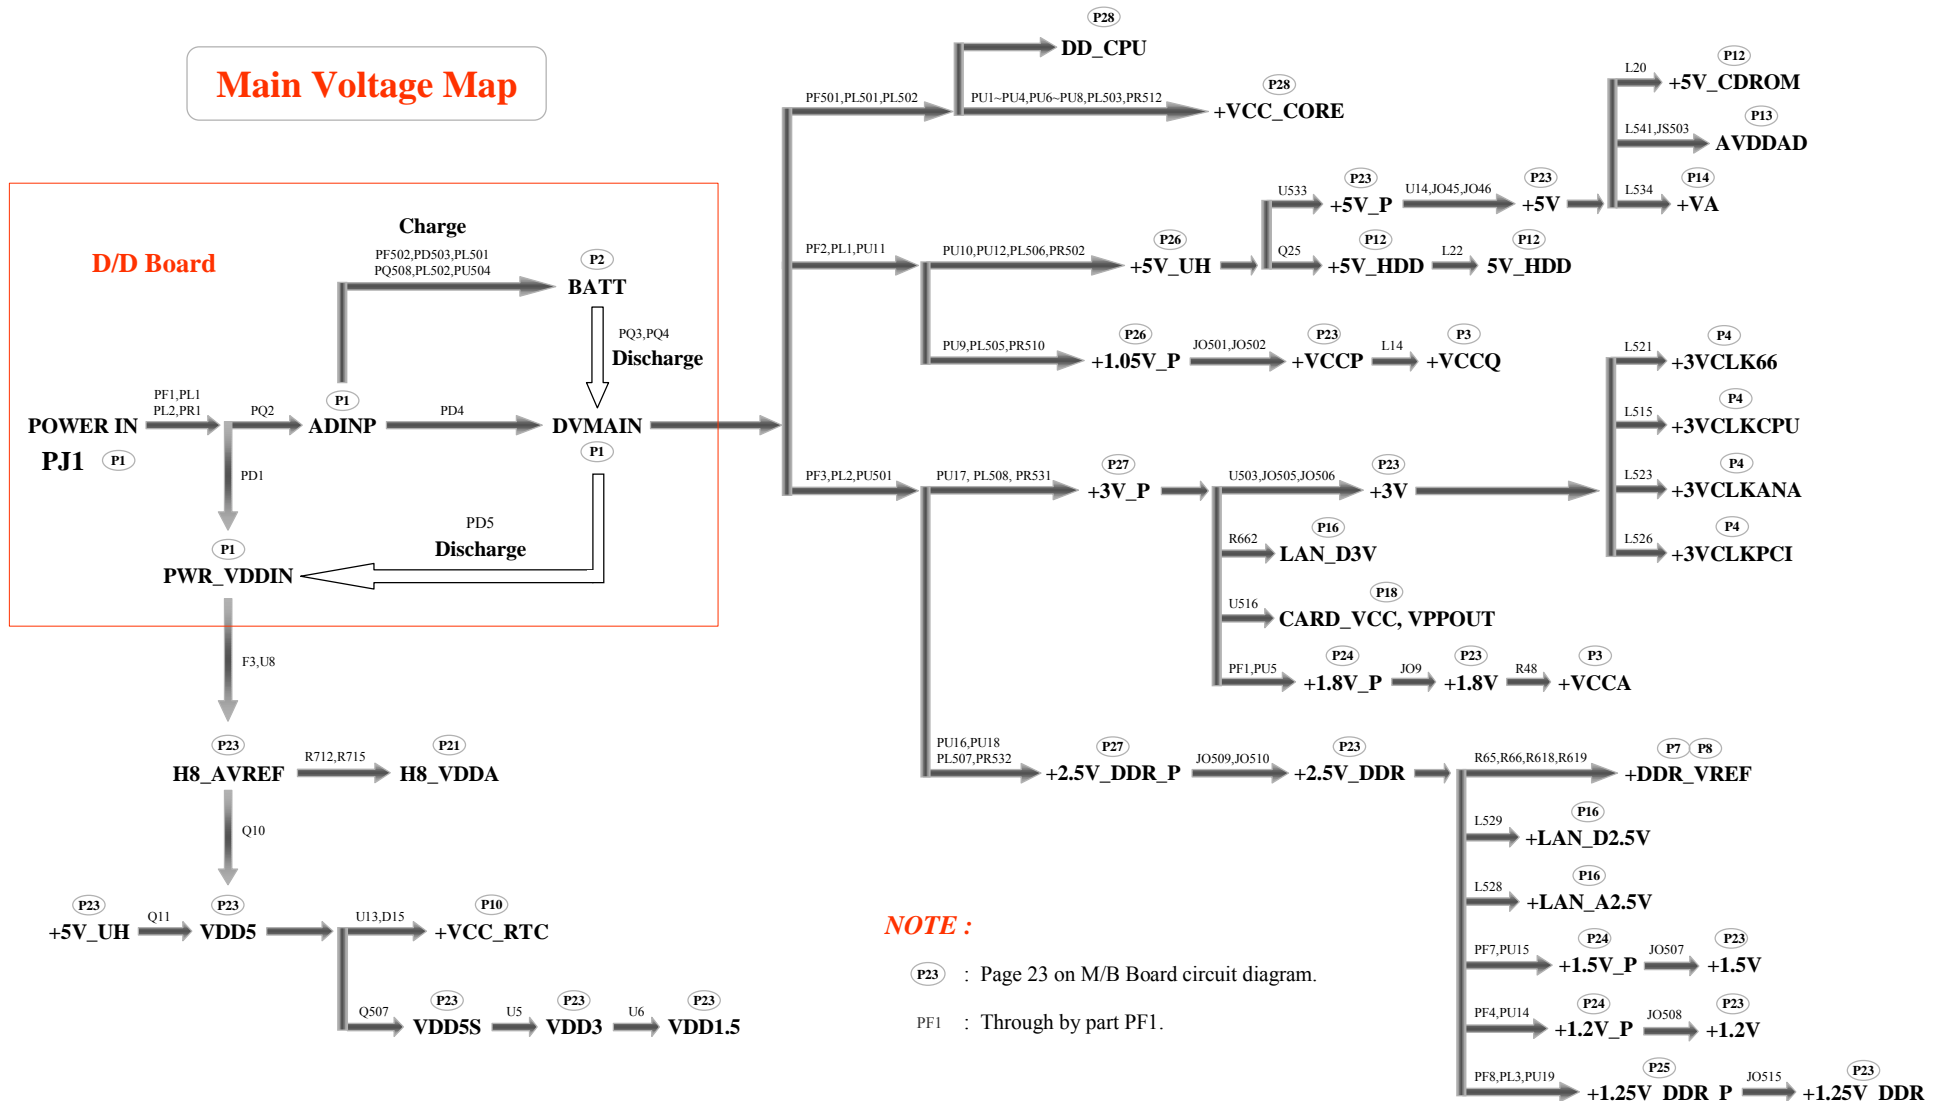 Main Voltage Map
D/D Board
Charge
PF502,PD503,PL501
PQ508,PL502,PU504
P2
BATT
PQ3,PQ4
Discharge
PF1,PL1
PL2,PR1
POWER IN
PJ1 P1
PQ2
P1
ADINP
PD4
DVMAIN
P1
PD1
PD5
Discharge
P1
PWR_VDDIN
F3,U8
P23
H8_AVREF
R712,R715
P21
H8_VDDA
Q10
P23
+5V_UH
Q11
P23
VDD5
U13,D15
P10
+VCC_RTC
Q507
P23
VDD5S
U5
P23
VDD3
U6
P23
VDD1.5
PF501,PL501,PL502
P28
DD_CPU
PU1~PU4,PU6~PU8,PL503,PR512
P28
+VCC_CORE
PF2,PL1,PU11
PU10,PU12,PL506,PR502
P26
+5V_UH
U533
P23
+5V_P
U14,JO45,JO46
P23
+5V
L20
P12
+5V_CDROM
L541,JS503
P13
AVDDAD
L534
P14
+VA
Q25
P12
+5V_HDD
L22
P12
5V_HDD
PU9,PL505,PR510
P26
+1.05V_P
JO501,JO502
P23
+VCCP
L14
P3
+VCCQ
PF3,PL2,PU501
PU17, PL508, PR531
P27
+3V_P
U503,JO505,JO506
P23
+3V
L521
P4
+3VCLK66
L515
P4
+3VCLKCPU
L523
P4
+3VCLKANA
L526
P4
+3VCLKPCI
R662
P16
LAN_D3V
U516
P18
CARD_VCC, VPPOUT
PF1,PU5
P24
+1.8V_P
JO9
P23
+1.8V
R48
P3
+VCCA
PU16,PU18
PL507,PR532
P27
+2.5V_DDR_P
JO509,JO510
P23
+2.5V_DDR
R65,R66,R618,R619
P7 P8
+DDR_VREF
L529
P16
+LAN_D2.5V
L528
P16
+LAN_A2.5V
PF7,PU15
P24
+1.5V_P
JO507
P23
+1.5V
PF4,PU14
P24
+1.2V_P
JO508
P23
+1.2V
PF8,PL3,PU19
P25
+1.25V_DDR_P
JO515
P23
+1.25V_DDR
NOTE :
P23 : Page 23 on M/B Board circuit diagram.
PF1 : Through by part PF1.